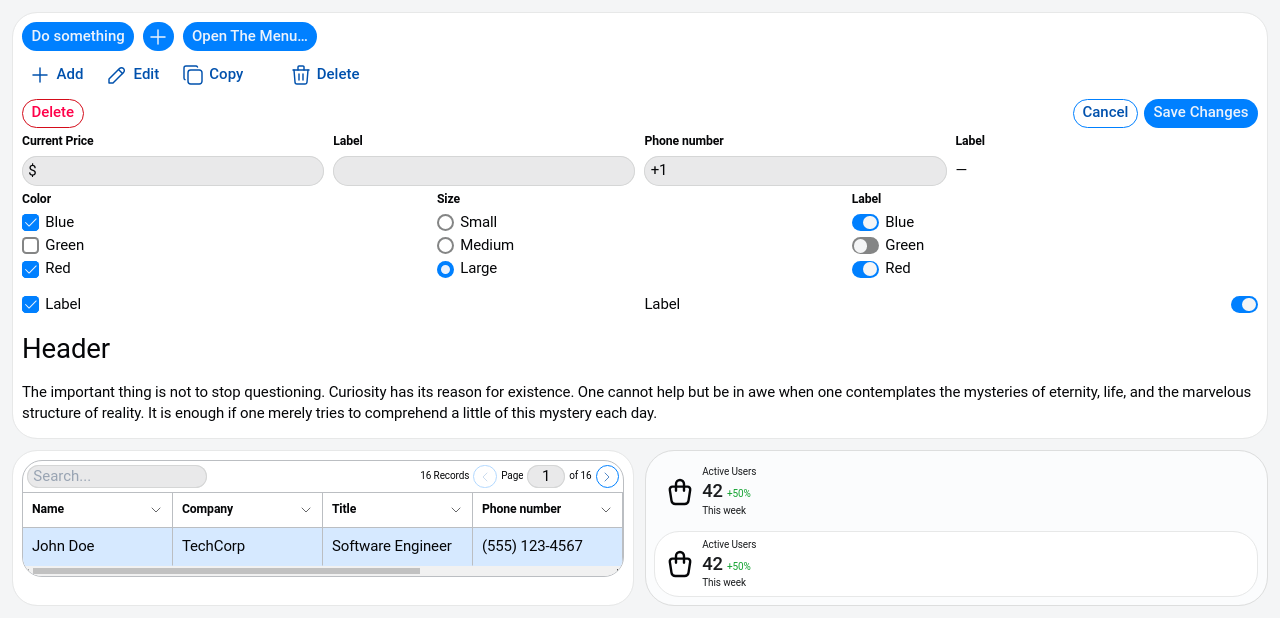 Do something Open The Menu...
Add Edit Copy Delete
Delete Cancel Save Changes
Current Price Label Phone number Label
$ +1 —
Color Size Label
Blue Small Blue
Green Medium Green
Red Large Red
Label Label
Header
The important thing is not to stop questioning. Curiosity has its reason for existence. One cannot help but be in awe when one contemplates the mysteries of eternity, life, and the marvelous
structure of reality. It is enough if one merely tries to comprehend a little of this mystery each day.
Search... 16 Records Page 1 of 16
Name Company Title Phone number
John Doe TechCorp Software Engineer (555) 123-4567
Active Users
42 +50%
This week
Active Users
42 +50%
This week